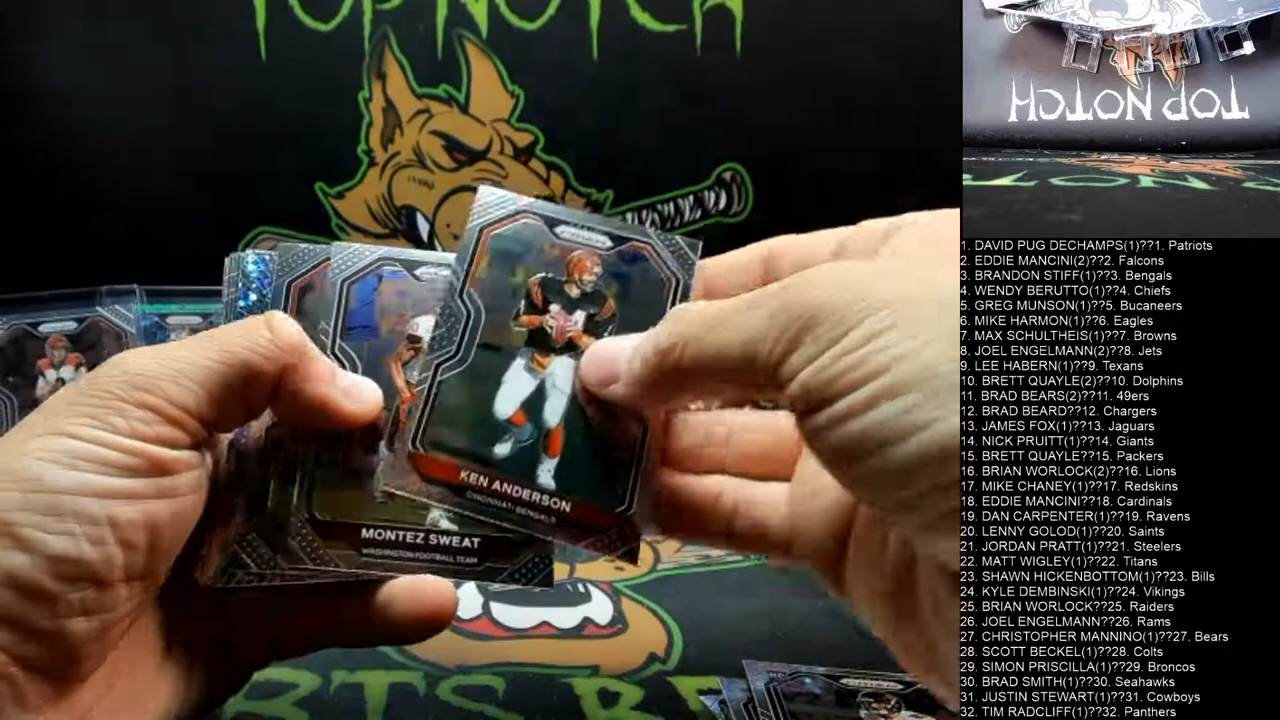 TOP NOTCH
TOP NOTCH
KEN ANDERSON
CINCINNATI BENGALS
MONTEZ SWEAT
WASHINGTON FOOTBALL TEAM
1. DAVID PUG DECHAMPS(1)??1. Patriots
2. EDDIE MANCINI(2)??2. Falcons
3. BRANDON STIFF(1)??3. Bengals
4. WENDY BERUTTO(1)??4. Chiefs
5. GREG MUNSON(1)??5. Bucaneers
6. MIKE HARMON(1)??6. Eagles
7. MAX SCHULTHEIS(1)??7. Browns
8. JOEL ENGELMANN(2)??8. Jets
9. LEE HABERN(1)??9. Texans
10. BRETT QUAYLE(2)??10. Dolphins
11. BRAD BEARS(2)??11. 49ers
12. BRAD BEARD??12. Chargers
13. JAMES FOX(1)??13. Jaguars
14. NICK PRUITT(1)??14. Giants
15. BRETT QUAYLE??15. Packers
16. BRIAN WORLOCK(2)??16. Lions
17. MIKE CHANEY(1)??17. Redskins
18. EDDIE MANCINI??18. Cardinals
19. DAN CARPENTER(1)??19. Ravens
20. LENNY GOLOD(1)??20. Saints
21. JORDAN PRATT(1)??21. Steelers
22. MATT WIGLEY(1)??22. Titans
23. SHAWN HICKENBOTTOM(1)??23. Bills
24. KYLE DEMBINSKI(1)??24. Vikings
25. BRIAN WORLOCK??25. Raiders
26. JOEL ENGELMANN??26. Rams
27. CHRISTOPHER MANNINO(1)??27. Bears
28. SCOTT BECKEL(1)??28. Colts
29. SIMON PRISCILLA(1)??29. Broncos
30. BRAD SMITH(1)??30. Seahawks
31. JUSTIN STEWART(1)??31. Cowboys
32. TIM RADCLIFF(1)??32. Panthers